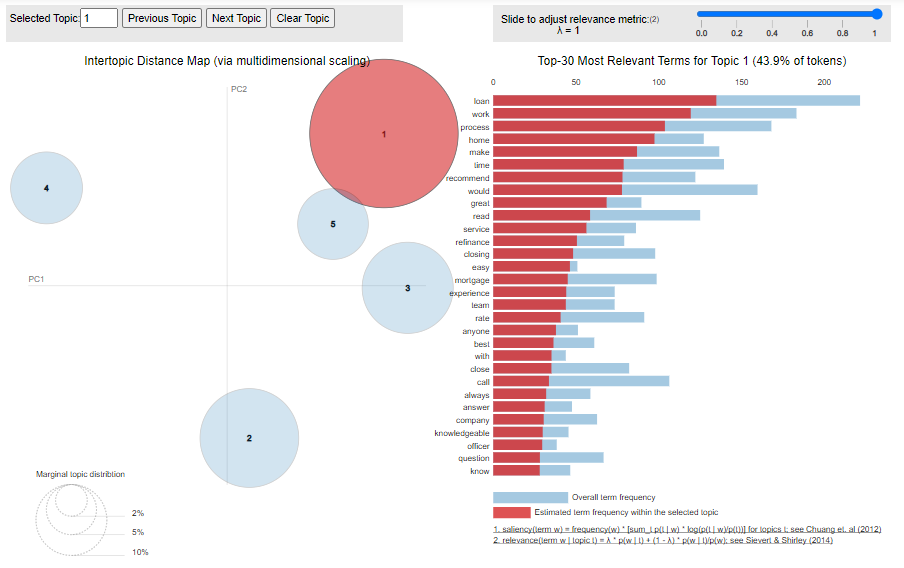 Selected Topic: 1 Previous Topic Next Topic Clear Topic
Slide to adjust relevance metric:(2)
λ = 1
0.0 0.2 0.4 0.6 0.8 1
Intertopic Distance Map (via multidimensional scaling)
PC2
PC1
1
4
5
3
2
Marginal topic distribtion
2%
5%
10%
Top-30 Most Relevant Terms for Topic 1 (43.9% of tokens)
0 50 100 150 200
loan
work
process
home
make
time
recommend
would
great
read
service
refinance
closing
easy
mortgage
experience
team
rate
anyone
best
with
close
call
always
answer
company
knowledgeable
officer
question
know
Overall term frequency
Estimated term frequency within the selected topic
1. saliency(term w) = frequency(w) * [sum_t p(t | w) * log(p(t | w)/p(t))] for topics t; see Chuang et. al (2012)
2. relevance(term w | topic t) = λ * p(w | t) + (1 - λ) * p(w | t)/p(w); see Sievert & Shirley (2014)